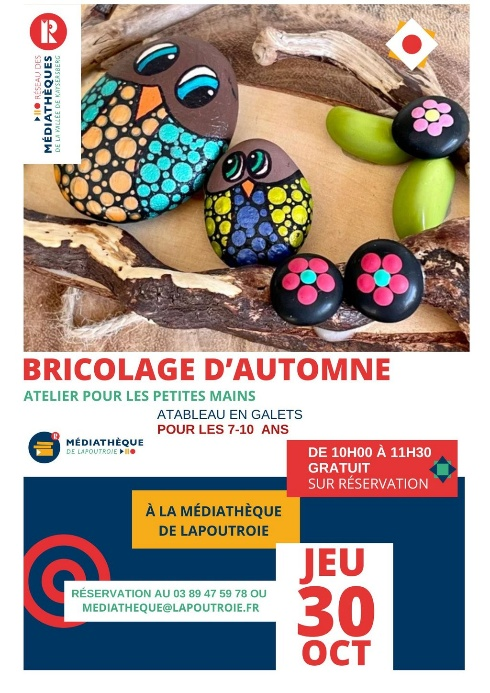 RÉSEAU DES
MÉDIATHÈQUES
DE LA VALLÉE DE KAYSERSBERG
BRICOLAGE D’AUTOMNE
ATELIER POUR LES PETITES MAINS
ATABLEAU EN GALETS
POUR LES 7-10 ANS
MÉDIATHÈQUE
DE LAPOUTROIE
DE 10H00 À 11H30
GRATUIT
SUR RÉSERVATION
À LA MÉDIATHÈQUE
DE LAPOUTROIE
RÉSERVATION AU 03 89 47 59 78 OU
MEDIATHEQUE@LAPOUTROIE.FR
JEU
30
OCT